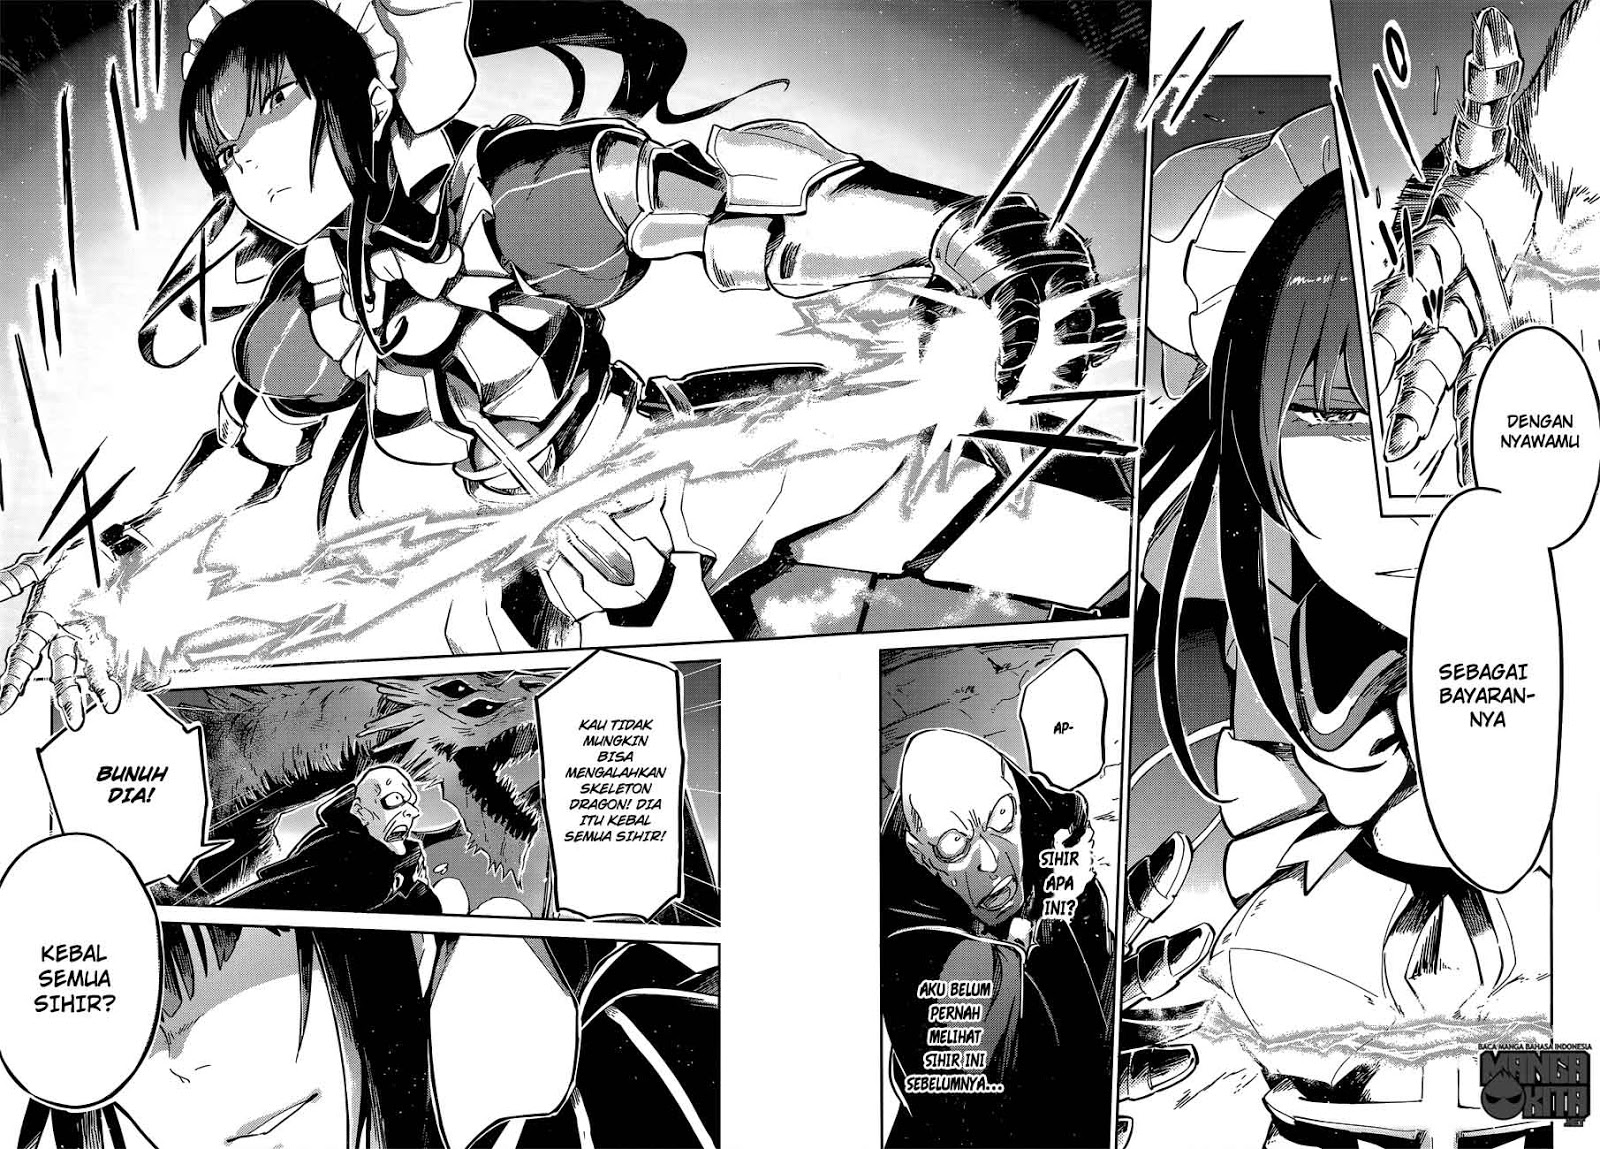 DENGAN
NYAWAMU
SEBAGAI
BAYARAN-
NYA
AP-
SIHIR
APA
INI?
AKU BELUM
PERNAH
MELIHAT
SIHIR INI
SEBELUMNYA...
KAU TIDAK
MUNGKIN
BISA
MENGALAHKAN
SKELETON
DRAGON! DIA
ITU KEBAL
SEMUA SIHIR!
BUNUH
DIA!
KEBAL
SEMUA
SIHIR?
BACA MANGA BAHASA INDONESIA
MANGA
KITA